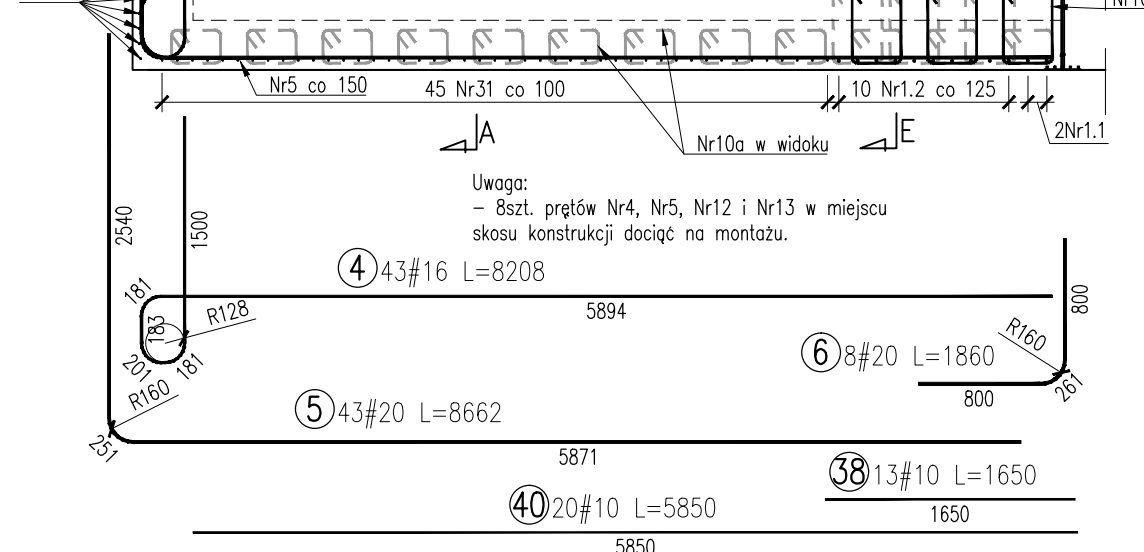 Nr5 co 150
45 Nr31 co 100
10 Nr1.2 co 125
2Nr1.1
A
E
Nr10a w widoku
Uwaga:
– 8szt. prętów Nr4, Nr5, Nr12 i Nr13 w miejscu
skosu konstrukcji dociąć na montażu.
2540
1500
4 43#16 L=8208
5894
181
183
R128
201
181
R160
800
R160
6 8#20 L=1860
261
800
5 43#20 L=8662
251
5871
38 13#10 L=1650
1650
40 20#10 L=5850
5850